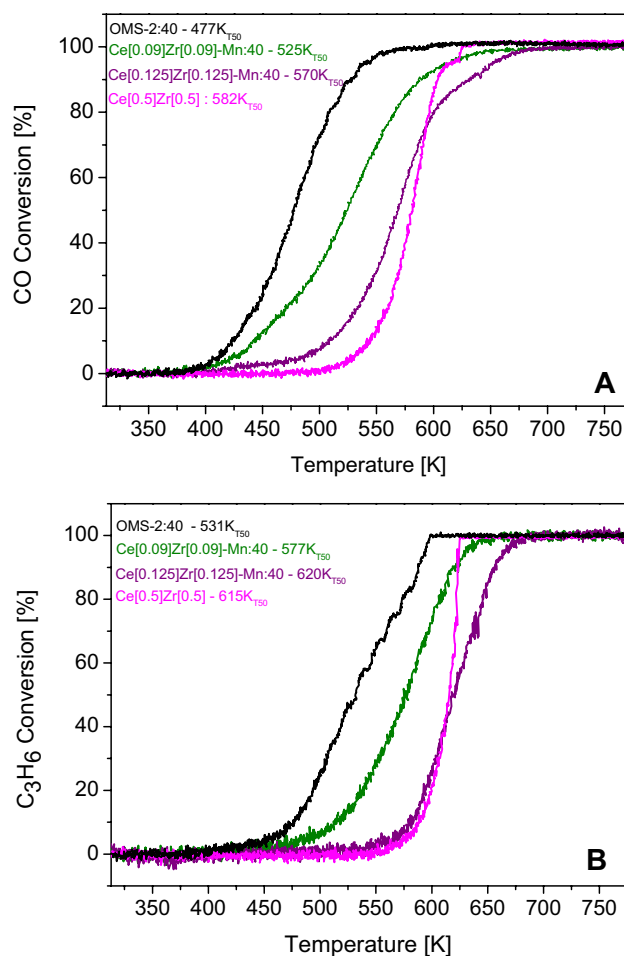 OMS-2:40 - 477K_T50
Ce[0.09]Zr[0.09]-Mn:40 - 525K_T50
Ce[0.125]Zr[0.125]-Mn:40 - 570K_T50
Ce[0.5]Zr[0.5] : 582K_T50
100
80
60
40
20
0
CO Conversion [%]
A
350 400 450 500 550 600 650 700 750
Temperature [K]
OMS-2:40 - 531K_T50
Ce[0.09]Zr[0.09]-Mn:40 - 577K_T50
Ce[0.125]Zr[0.125]-Mn:40 - 620K_T50
Ce[0.5]Zr[0.5] - 615K_T50
100
80
60
40
20
0
C₃H₆ Conversion [%]
B
350 400 450 500 550 600 650 700 750
Temperature [K]